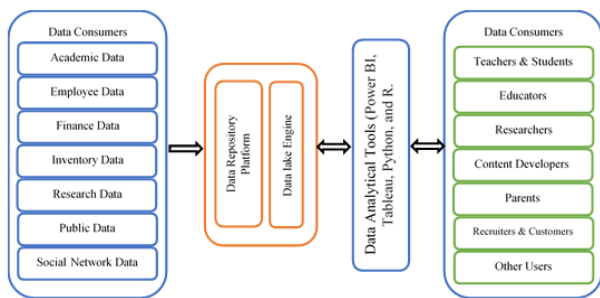 Data Consumers
Academic Data
Employee Data
Finance Data
Inventory Data
Research Data
Public Data
Social Network Data
Data Repository
Platform
Data lake Engine
Data Analytical Tools (Power BI,
Tableau, Python, and R.
Data Consumers
Teachers & Students
Educators
Researchers
Content Developers
Parents
Recruiters & Customers
Other Users